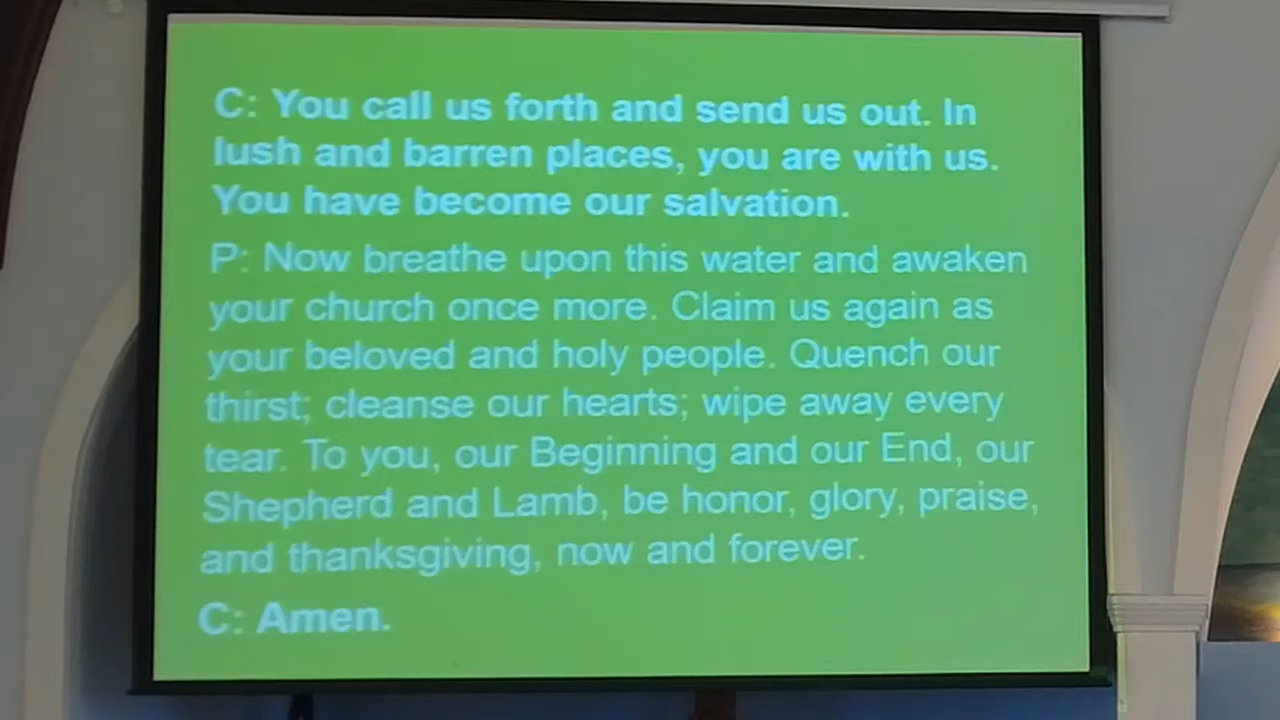 C: You call us forth and send us out. In
lush and barren places, you are with us.
You have become our salvation.
P: Now breathe upon this water and awaken
your church once more. Claim us again as
your beloved and holy people. Quench our
thirst; cleanse our hearts; wipe away every
tear. To you, our Beginning and our End, our
Shepherd and Lamb, be honor, glory, praise,
and thanksgiving, now and forever.
C: Amen.